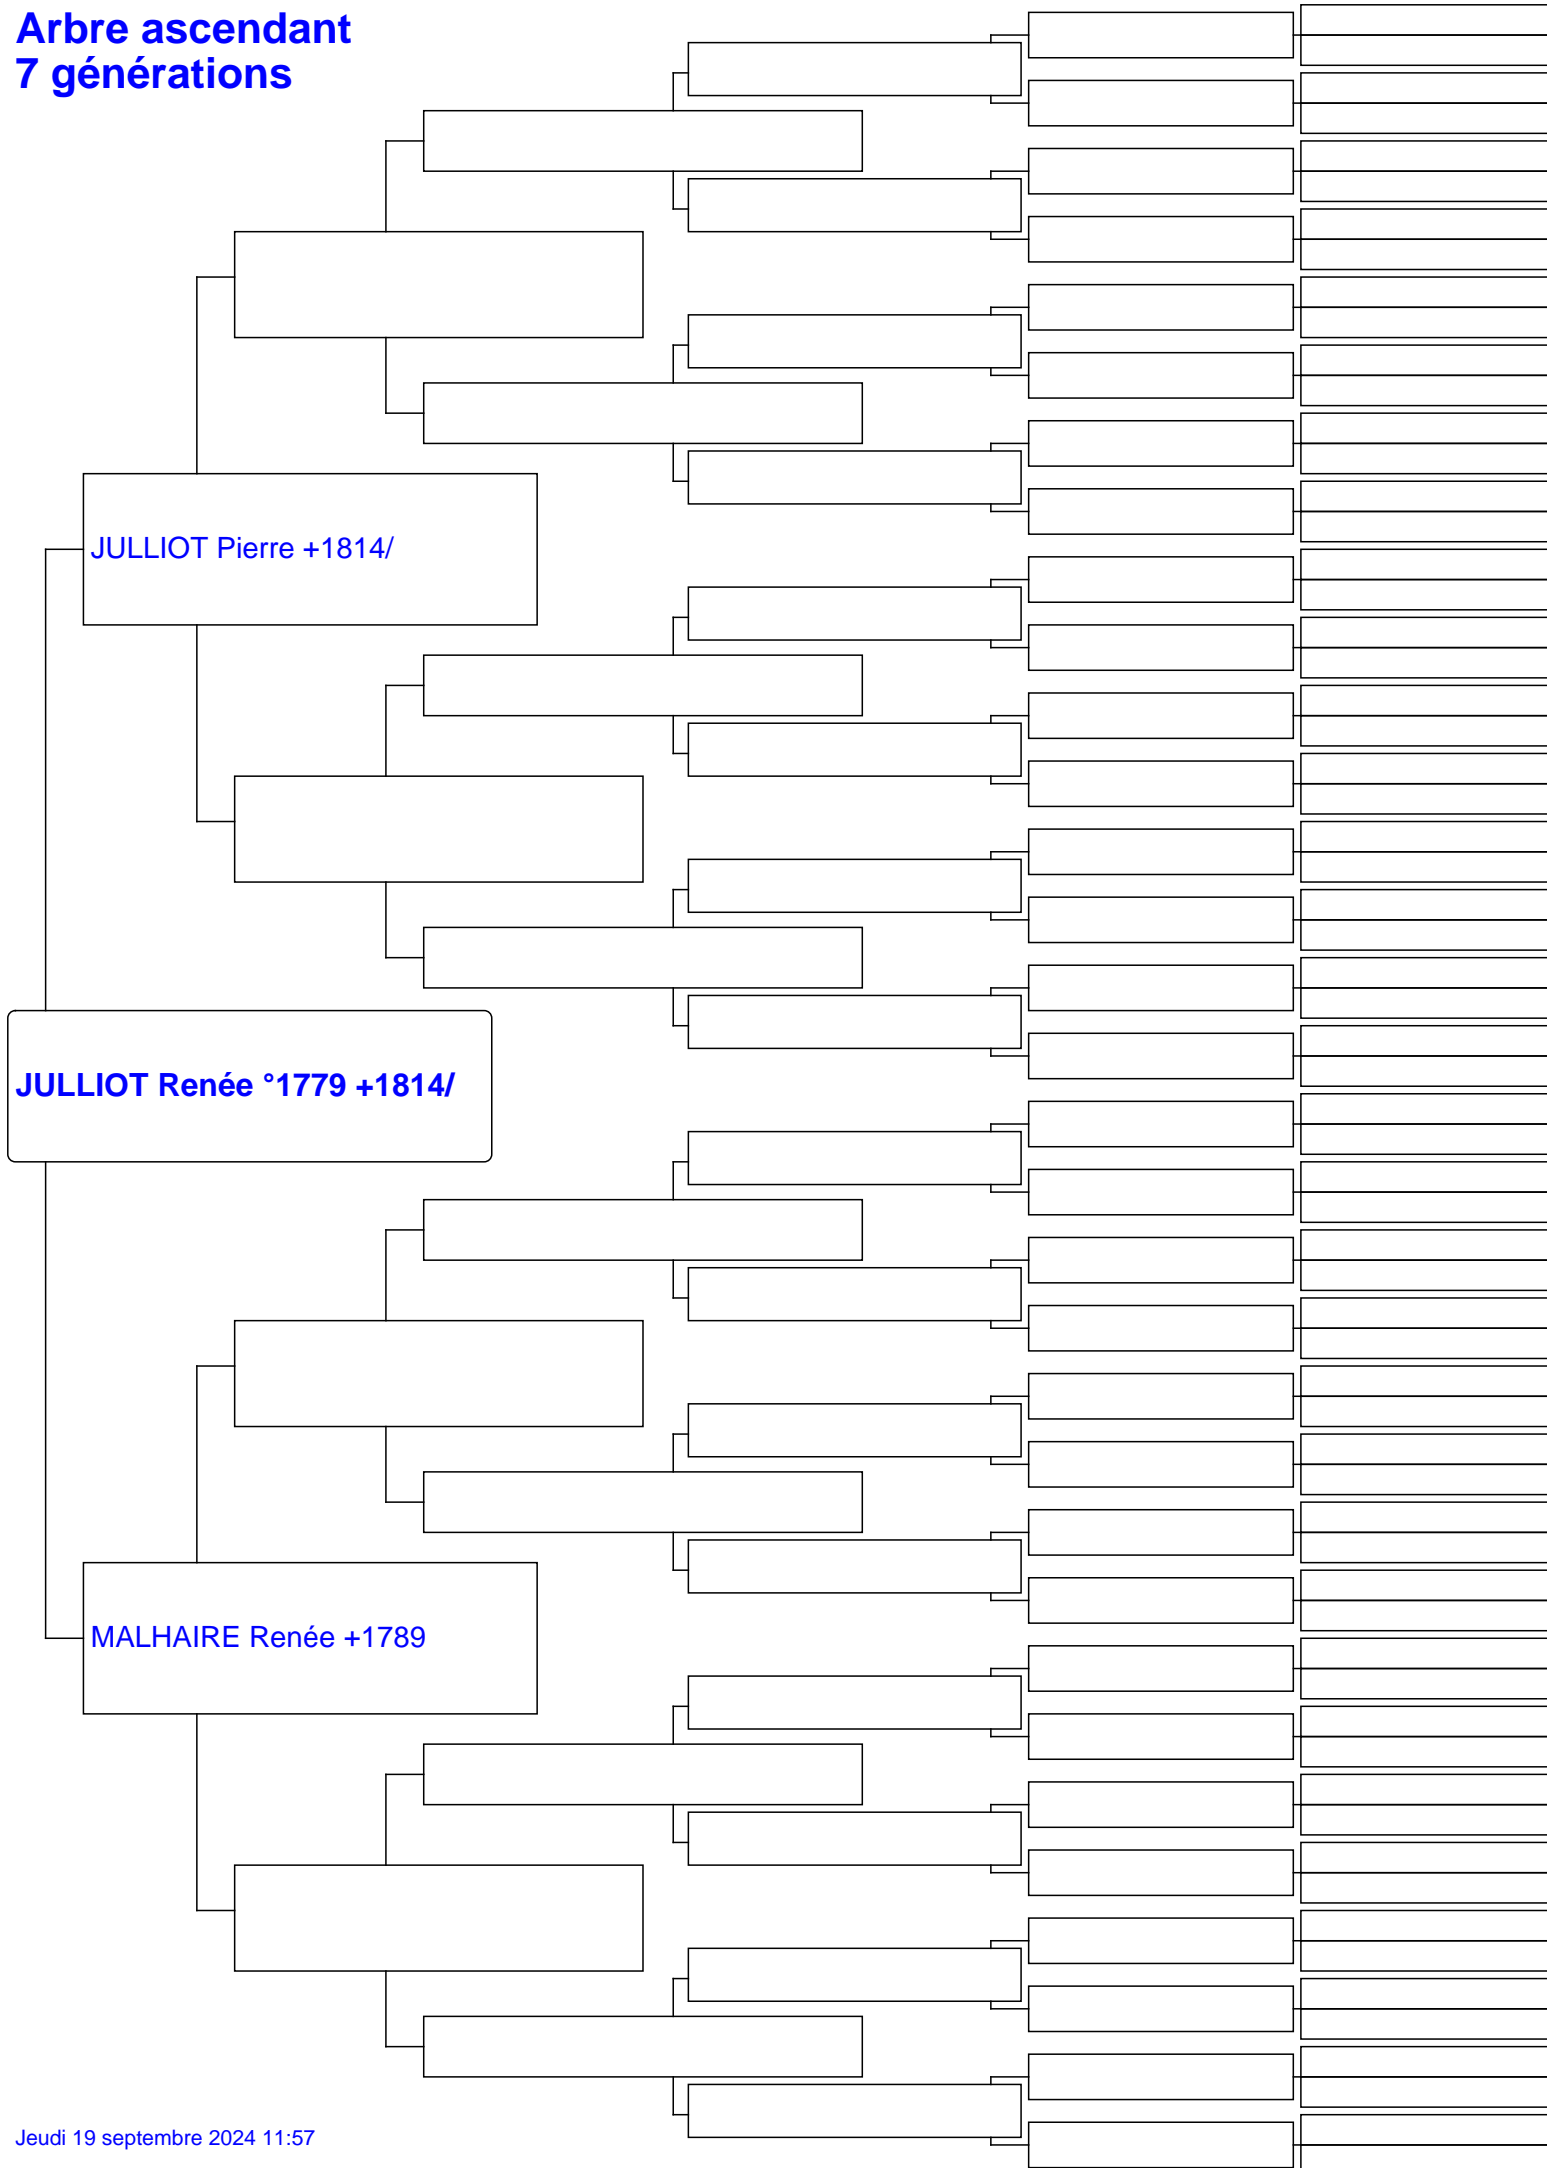 Arbre ascendant
7 générations
JULLIOT Pierre +1814/
JULLIOT Renée °1779 +1814/
MALHAIRE Renée +1789
Jeudi 19 septembre 2024 11:57